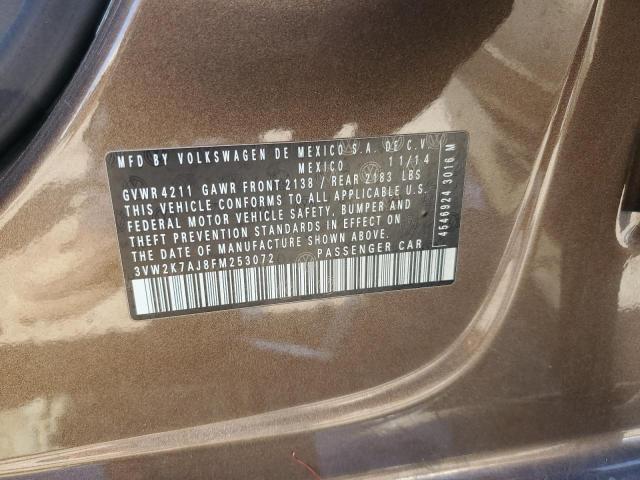 MFD BY VOLKSWAGEN DE MEXICO S.A. DE C.V
MEXICO 11/14
GVWR 4211 GAWR FRONT 2138 / REAR 2183 LBS
THIS VEHICLE CONFORMS TO ALL APPLICABLE U.S.
FEDERAL MOTOR VEHICLE SAFETY, BUMPER AND
THEFT PREVENTION STANDARDS IN EFFECT ON
THE DATE OF MANUFACTURE SHOWN ABOVE.
3VW2K7AJ8FM253072 PASSENGER CAR
4546924 3016 M